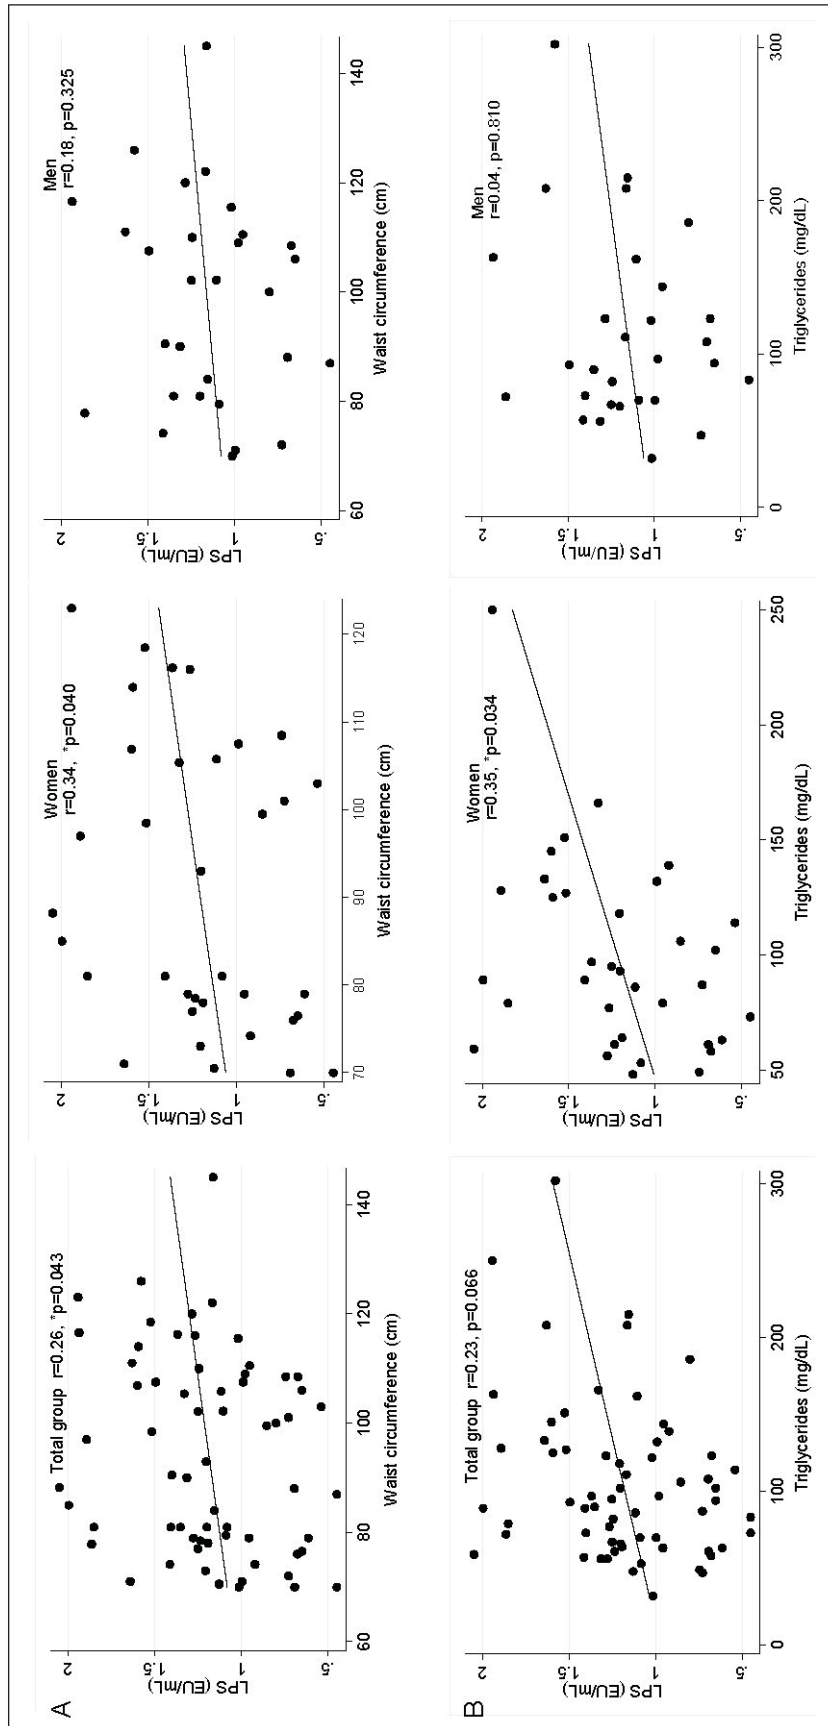 A
Total group r=0.26, *p=0.043
LPS (EU/mL)
2
1.5
1
.5
60
80
100
120
140
Waist circumference (cm)
Women
r=0.34, *p=0.040
LPS (EU/mL)
2
1.5
1
.5
70
80
90
100
110
120
Waist circumference (cm)
Men
r=0.18, p=0.325
LPS (EU/mL)
2
1.5
1
.5
60
80
100
120
140
Waist circumference (cm)
B
Total group r=0.23, p=0.066
LPS (EU/mL)
2
1.5
1
.5
0
100
200
300
Triglycerides (mg/dL)
Women
r=0.35, *p=0.034
LPS (EU/mL)
2
1.5
1
.5
50
100
150
200
250
Triglycerides (mg/dL)
Men
r=0.04, p=0.810
LPS (EU/mL)
2
1.5
1
.5
0
100
200
300
Triglycerides (mg/dL)